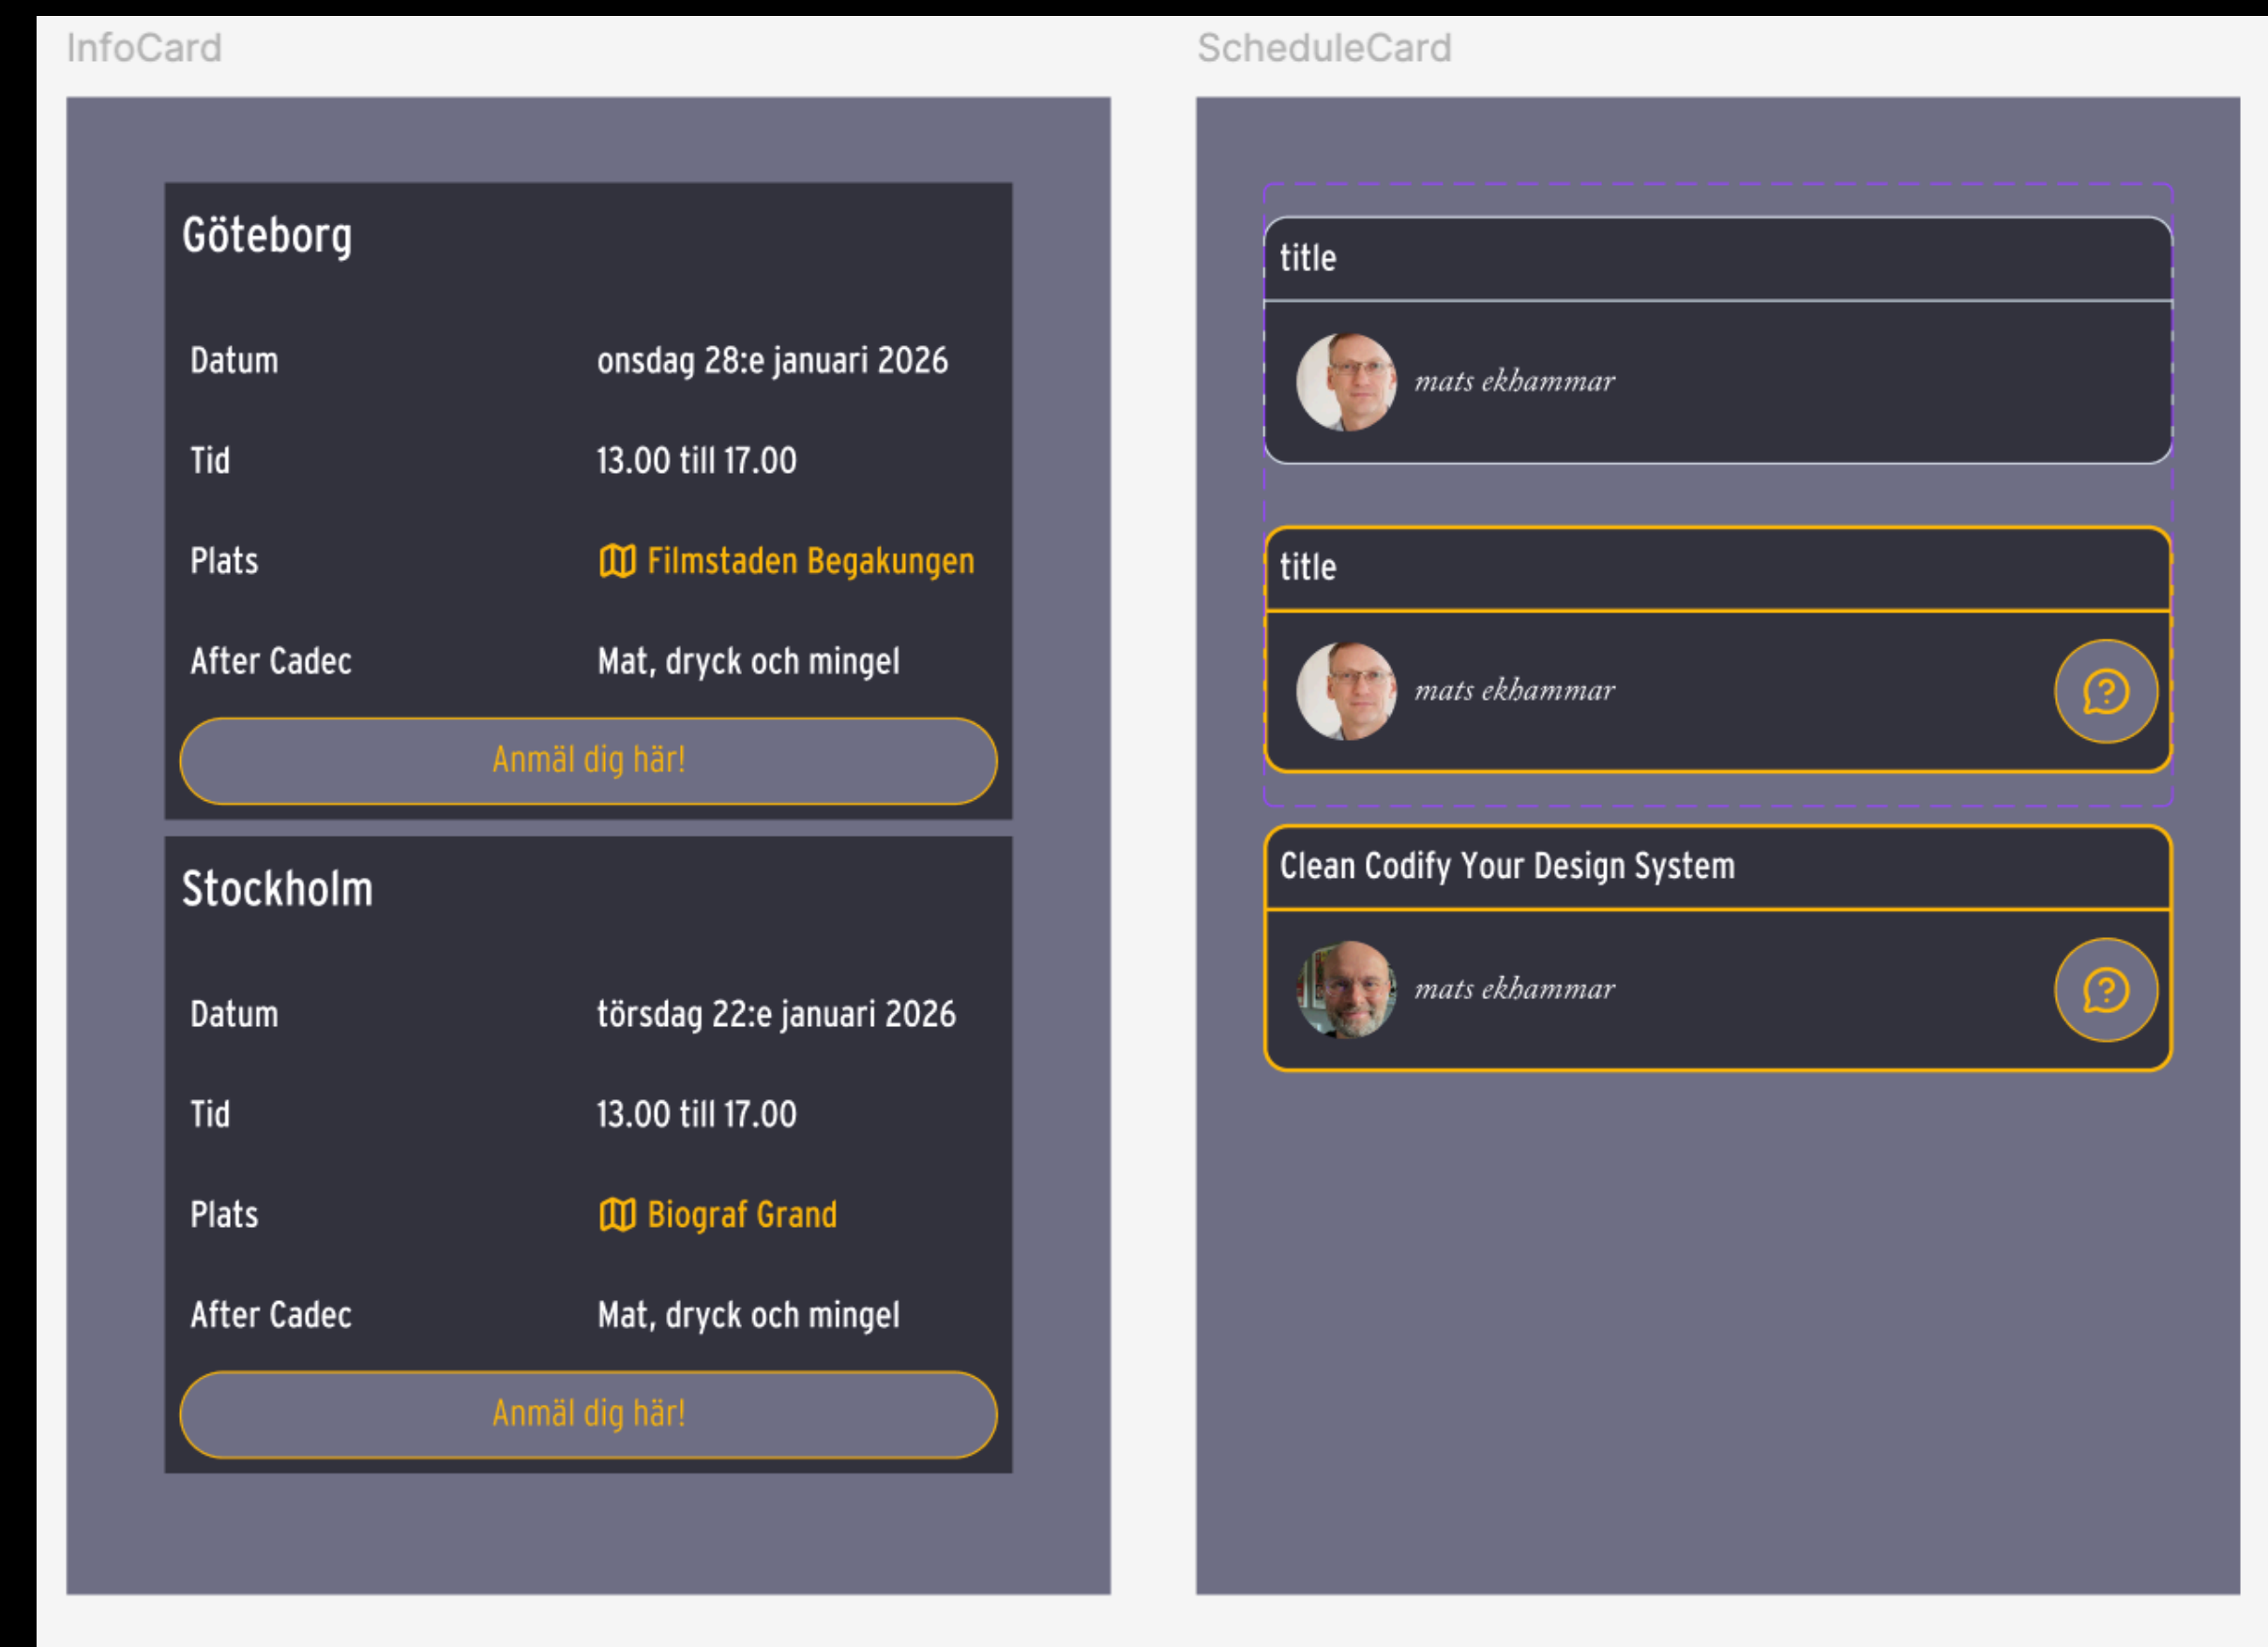 InfoCard
Göteborg
Datum
onsdag 28:e januari 2026
Tid
13.00 till 17.00
Plats
Filmstaden Begakungen
After Cadec
Mat, dryck och mingel
Anmäl dig här!
Stockholm
Datum
törsdag 22:e januari 2026
Tid
13.00 till 17.00
Plats
Biograf Grand
After Cadec
Mat, dryck och mingel
Anmäl dig här!
ScheduleCard
title
mats ekhammar
title
mats ekhammar
Clean Codify Your Design System
mats ekhammar